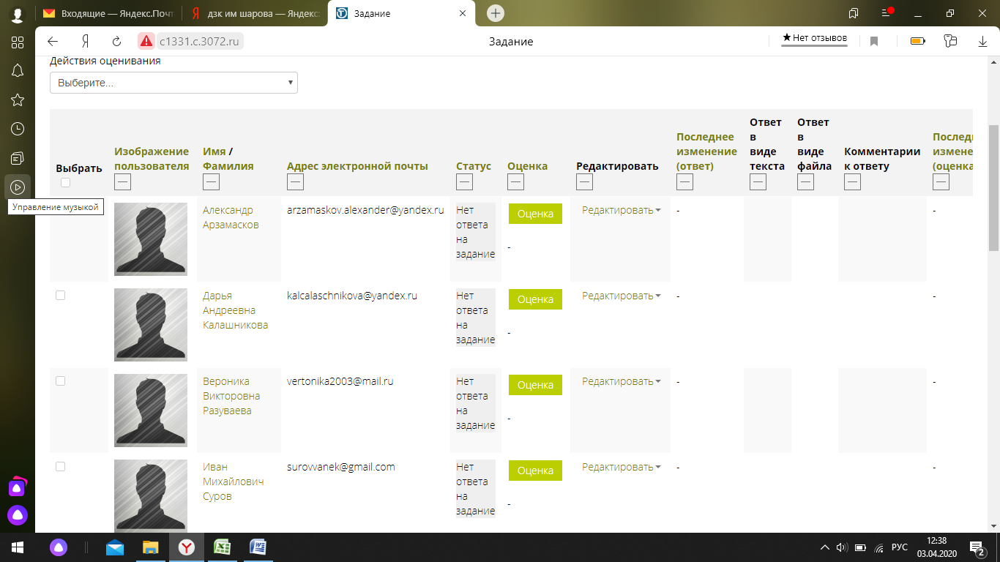 Входящие — Яндекс.Почт
дзк им шарова — Яндекс:
Задание
c1331.c.3072.ru
Задание
★Нет отзывов
Действия оценивания
Выберите...
Выбрать
Изображение
пользователя
Имя /
Фамилия
Адрес электронной почты
Статус
Оценка
Редактировать
Последнее
изменение
(ответ)
Ответ
в
виде
текста
Ответ
в
виде
файла
Комментарии
к ответу
Управление музыкой
Александр
Арзамасков
arzamaskov.alexander@yandex.ru
Нет
ответа
на
задание
Оценка
-
Редактировать
-
-
Дарья
Андреевна
Калашникова
kalcalaschnikova@yandex.ru
Нет
ответа
на
задание
Оценка
-
Редактировать
-
-
Вероника
Викторовна
Разуваева
vertonika2003@mail.ru
Нет
ответа
на
задание
Оценка
-
Редактировать
-
-
Иван
Михайлович
Суров
surovvanek@gmail.com
Нет
ответа
на
задание
Оценка
-
Редактировать
-
-
РУС
12:38
03.04.2020
2